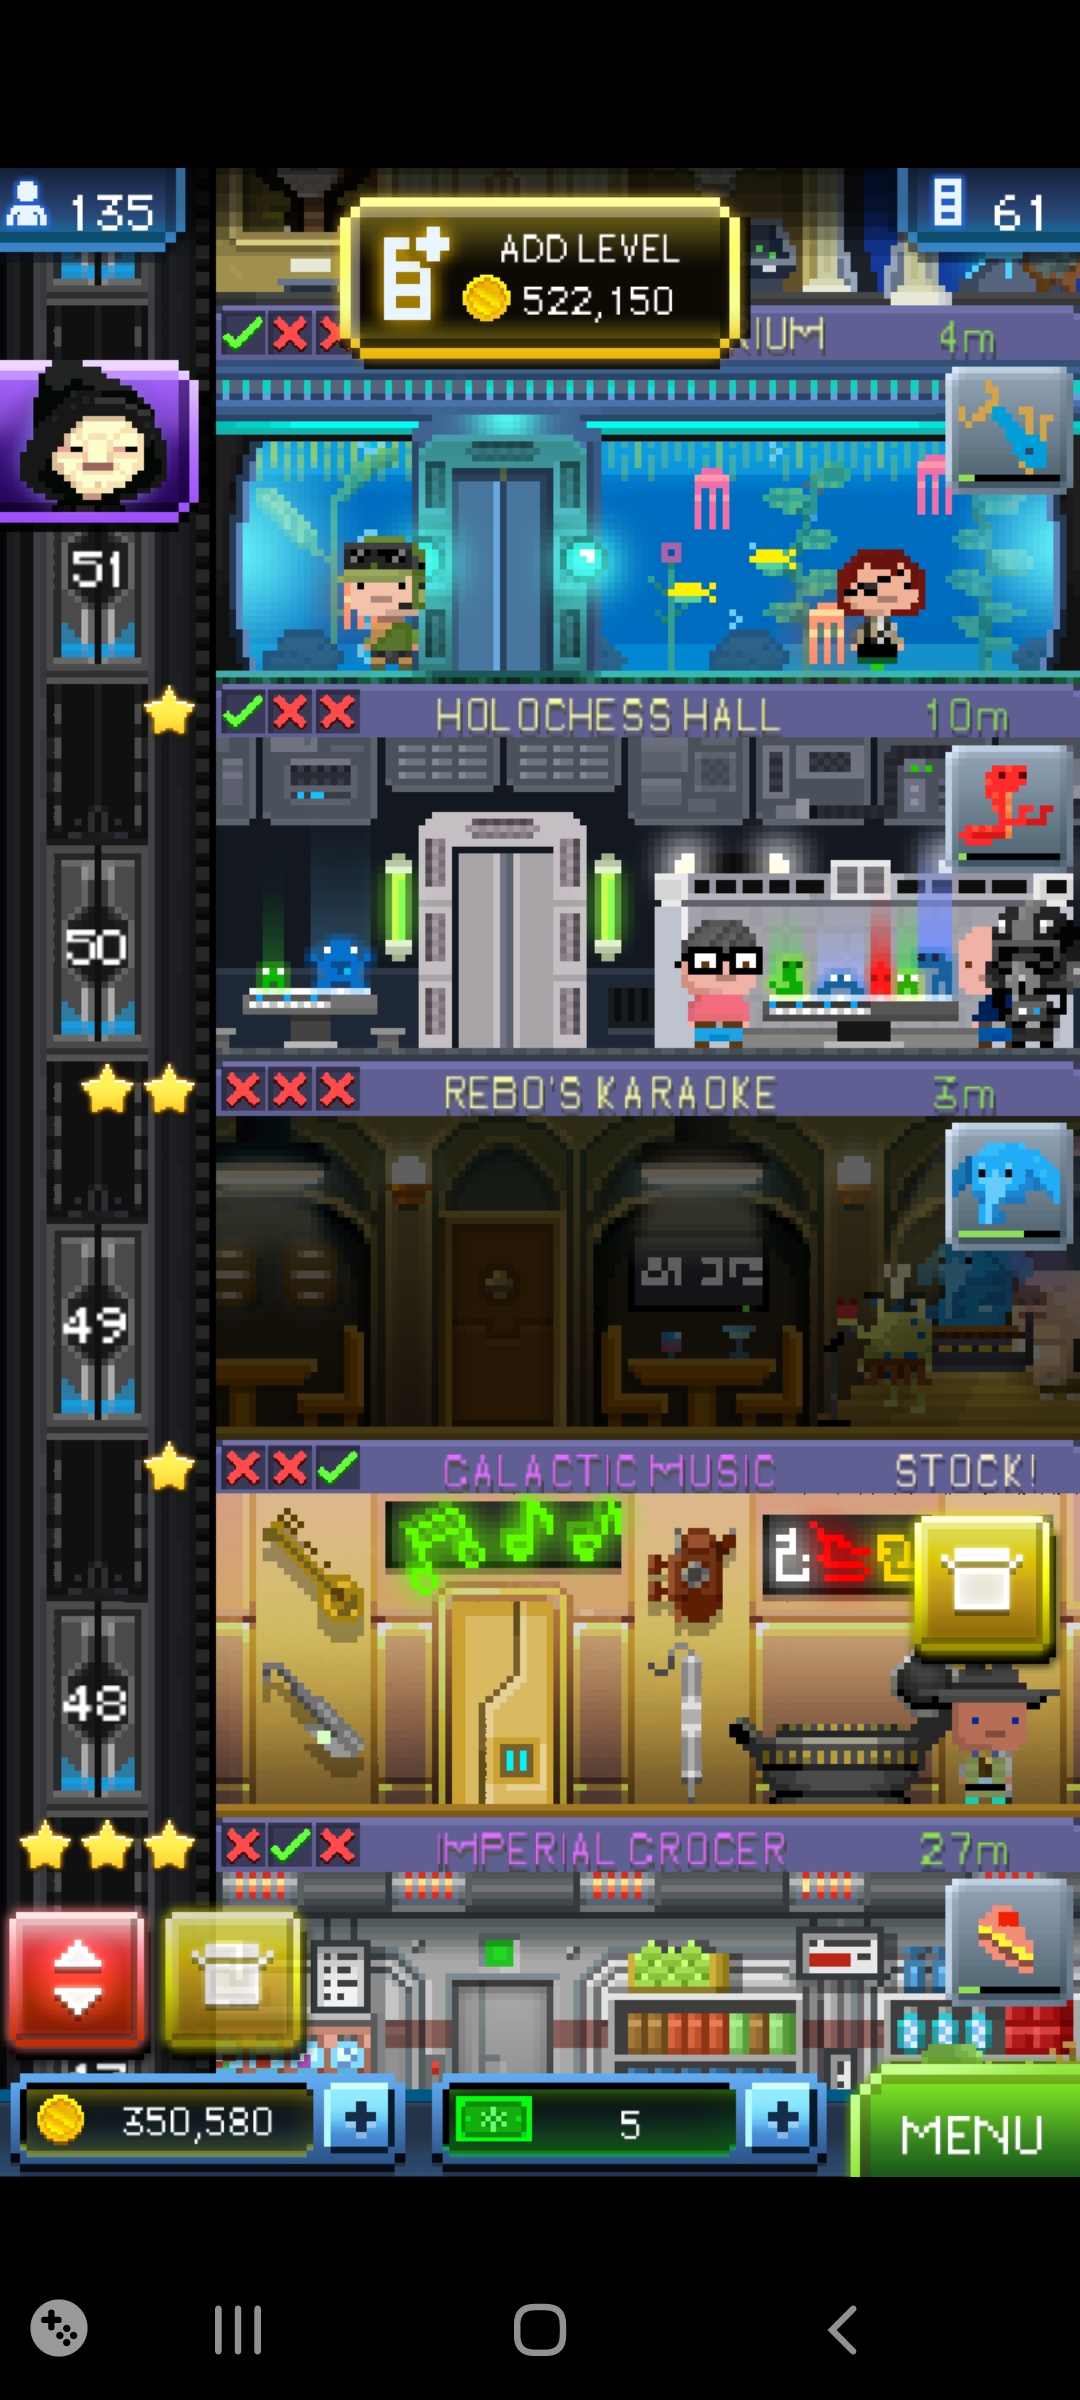 135
ADD LEVEL
522,150
61
RIUM
4m
51
HOLOCHESS HALL
10m
50
REBO'S KARAOKE
3m
49
GALACTIC MUSIC
STOCK!
48
IMPERIAL GROCER
27m
350,580
5
MENU